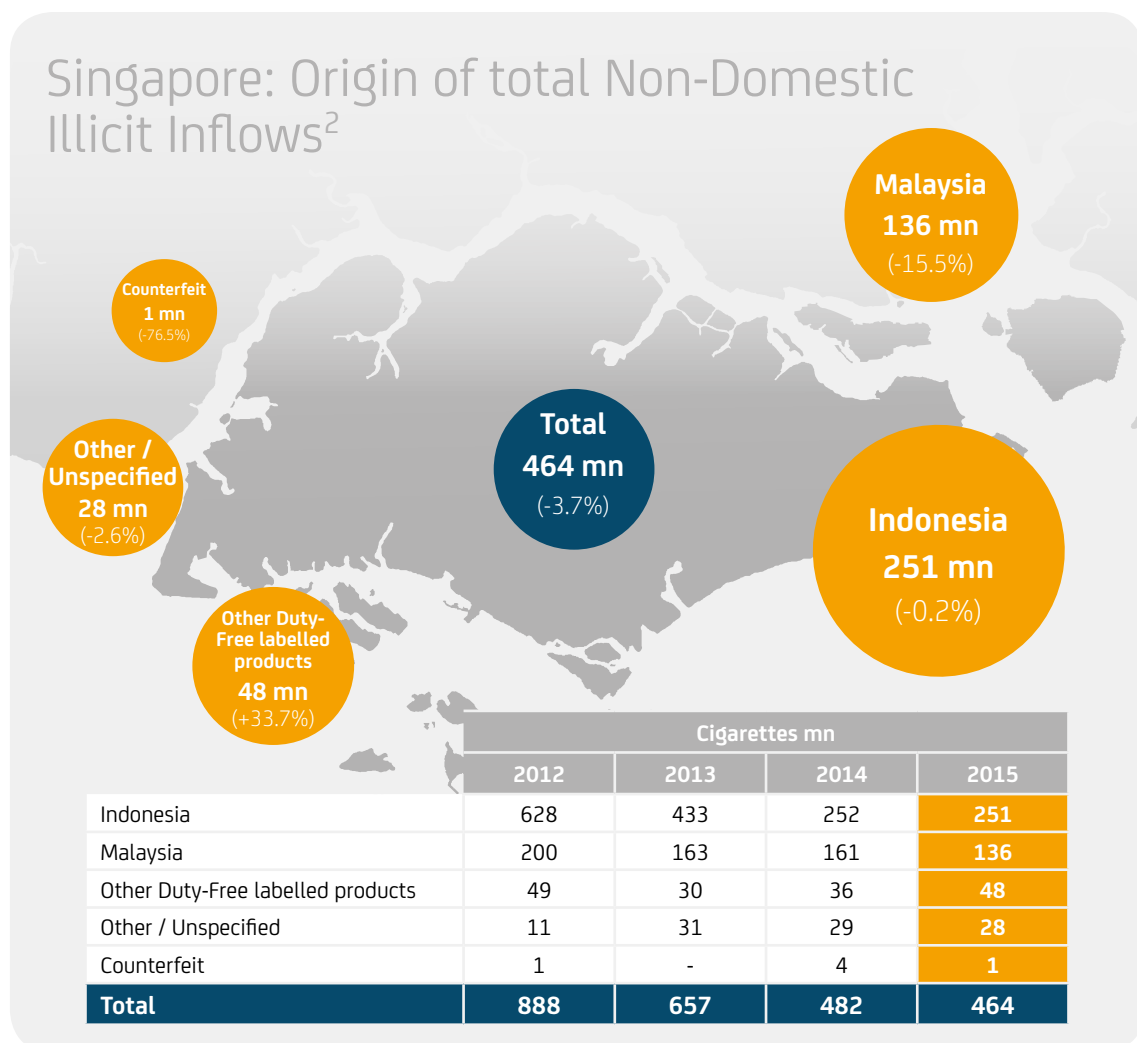 Singapore: Origin of total Non-Domestic
Illicit Inflows²
Malaysia
136 mn
(-15.5%)
Counterfeit
1 mn
(-76.5%)
Total
464 mn
(-3.7%)
Other /
Unspecified
28 mn
(-2.6%)
Indonesia
251 mn
(-0.2%)
Other Duty-
Free labelled
products
48 mn
(+33.7%)
Cigarettes mn
2012 2013 2014 2015
Indonesia 628 433 252 251
Malaysia 200 163 161 136
Other Duty-Free labelled products 49 30 36 48
Other / Unspecified 11 31 29 28
Counterfeit 1 - 4 1
Total 888 657 482 464